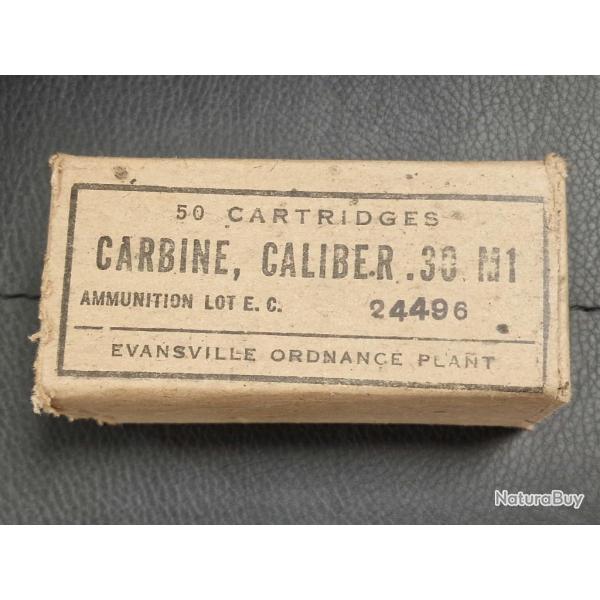 50 CARTRIDGES
CARBINE, CALIBER .30 M1
AMMUNITION LOT E. C. 24496
EVANSVILLE ORDNANCE PLANT
NaturaBuy